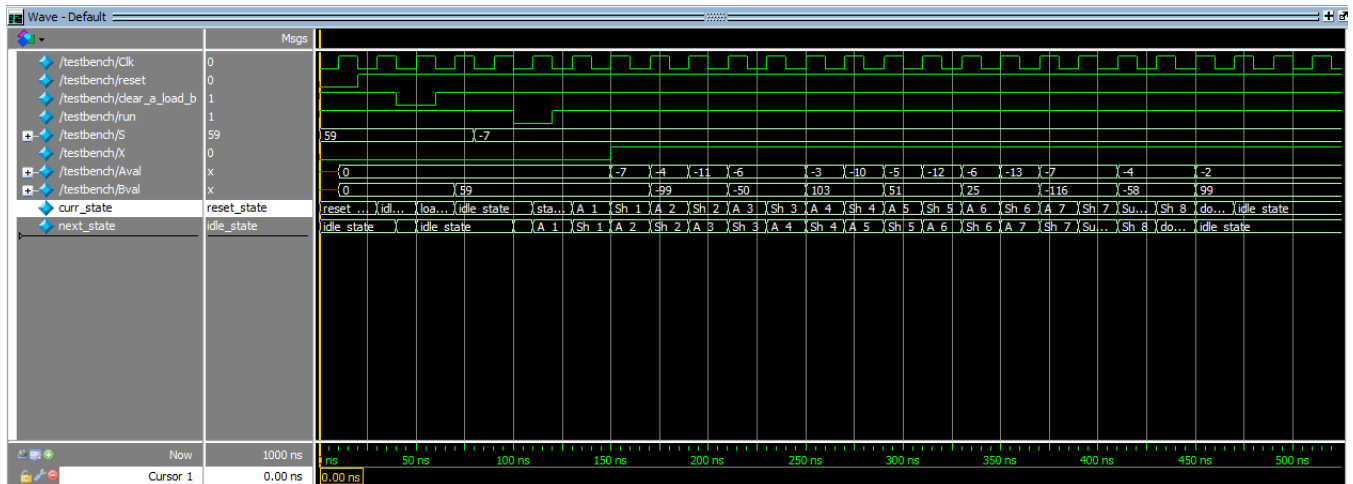 Wave - Default
Msgs
/testbench/Clk 0
/testbench/reset 0
/testbench/clear_a_load_b 1
/testbench/run 1
/testbench/S 59 59 -7
/testbench/X 0
/testbench/Aval x 0 -7 -4 -11 -6 -3 -10 -5 -12 -6 -13 -7 -4 -2
/testbench/Bval x 0 59 -99 -50 103 51 25 -116 -58 99
curr_state reset_state reset ... idl... loa... idle state sta... A 1 Sh 1 A 2 Sh 2 A 3 Sh 3 A 4 Sh 4 A 5 Sh 5 A 6 Sh 6 A 7 Sh 7 Su... Sh 8 do... idle state
next_state idle_state idle state idle state A 1 Sh 1 A 2 Sh 2 A 3 Sh 3 A 4 Sh 4 A 5 Sh 5 A 6 Sh 6 A 7 Sh 7 Su... Sh 8 do... idle state
Now 1000 ns ns 50 ns 100 ns 150 ns 200 ns 250 ns 300 ns 350 ns 400 ns 450 ns 500 ns
Cursor 1 0.00 ns 0.00 ns